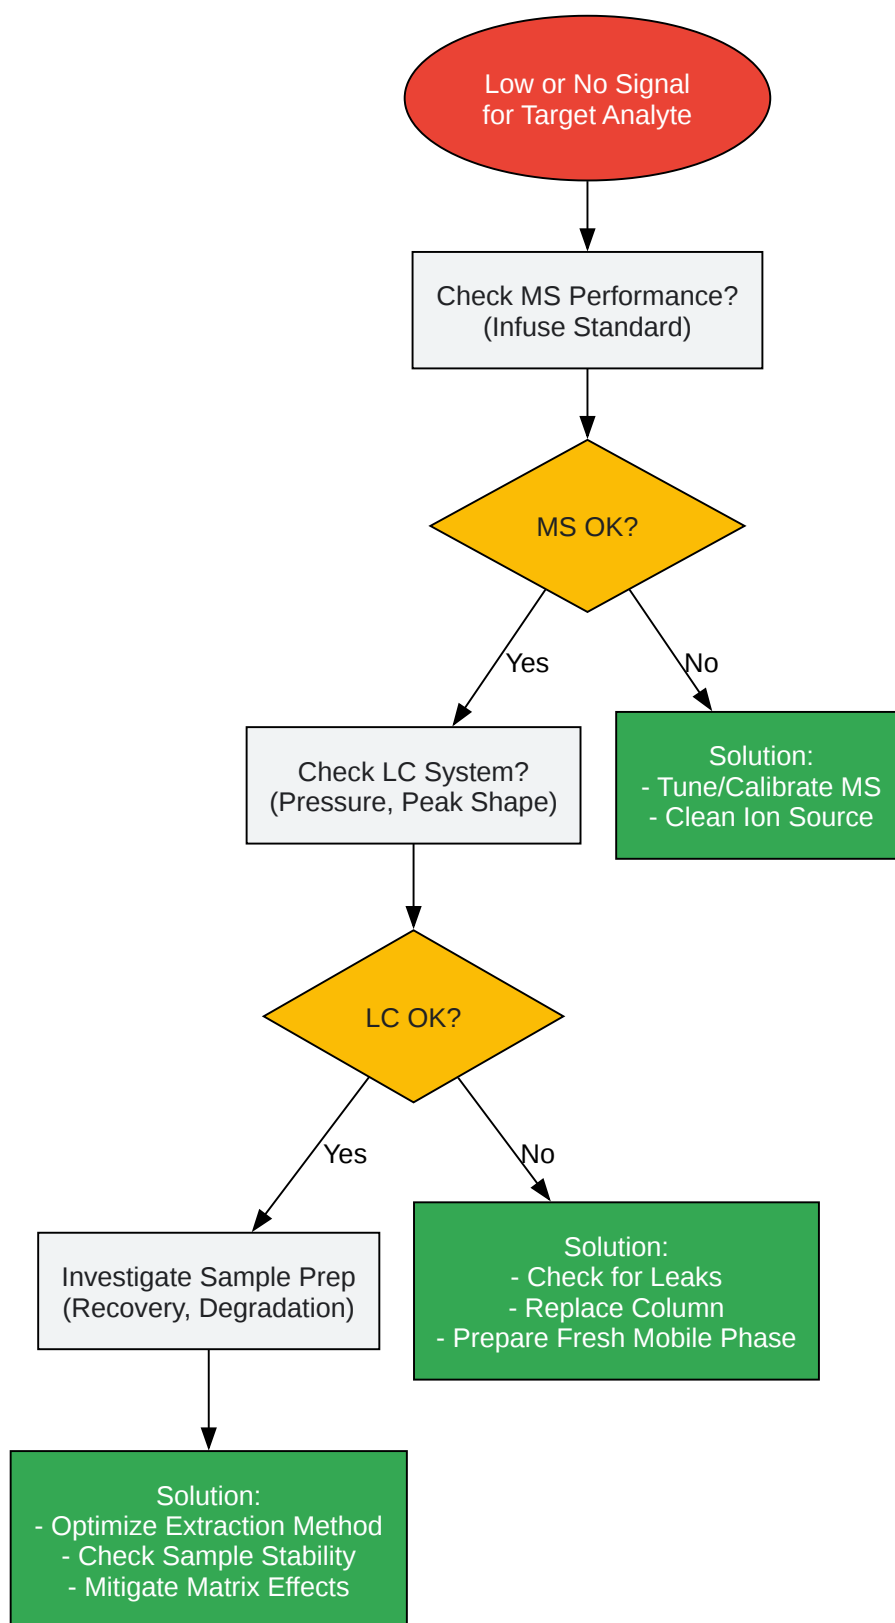 Low or No Signal
for Target Analyte
Check MS Performance?
(Infuse Standard)
MS OK?
Yes
No
Check LC System?
(Pressure, Peak Shape)
Solution:
- Tune/Calibrate MS
- Clean Ion Source
LC OK?
Yes
No
Investigate Sample Prep
(Recovery, Degradation)
Solution:
- Check for Leaks
- Replace Column
- Prepare Fresh Mobile Phase
Solution:
- Optimize Extraction Method
- Check Sample Stability
- Mitigate Matrix Effects